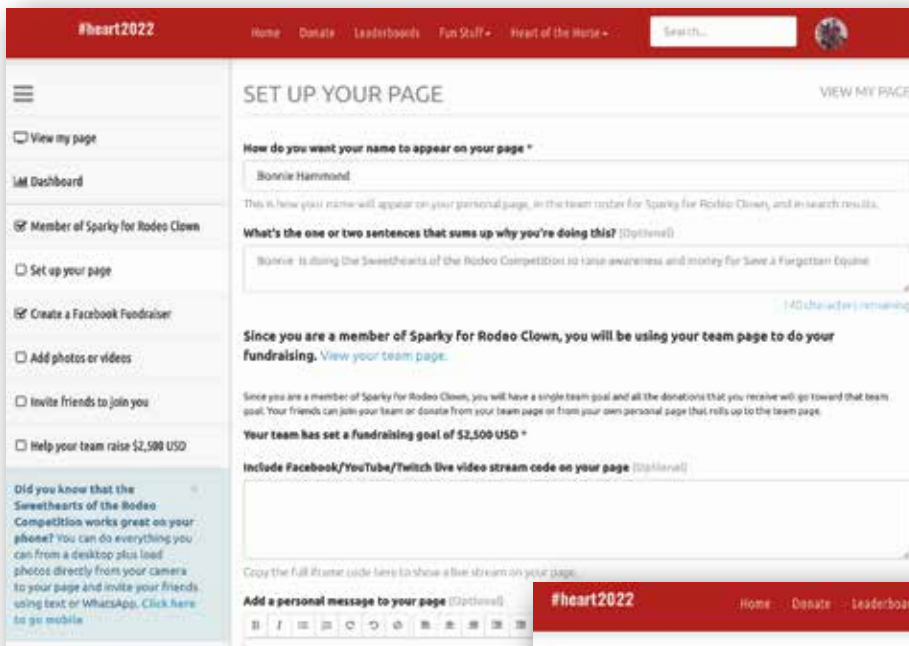 #heart2022
Home Donate Leaderboards Fun Stuff Heart of the Horse
Search...
SET UP YOUR PAGE
VIEW MY PAGE
View my page
Dashboard
Member of Sparky for Rodeo Clown
Set up your page
Create a Facebook Fundraiser
Add photos or videos
Invite friends to join you
Help your team raise $2,500 USD
Did you know that the
Sweethearts of the Rodeo
Competition works great on your
phone? You can do everything you
can from a desktop plus load
photos directly from your camera
to your page and invite your friends
using text or WhatsApp. Click here
to go mobile
How do you want your name to appear on your page *
Bonnie Hammond
This is how your name will appear on your personal page, in the team roster for Sparky for Rodeo Clown, and in search results.
What's the one or two sentences that sums up why you're doing this? (Optional)
Bonnie is doing the Sweethearts of the Rodeo Competition to raise awareness and money for Save a Forgotten Equine
140 characters remaining
Since you are a member of Sparky for Rodeo Clown, you will be using your team page to do your
fundraising. View your team page.
Since you are a member of Sparky for Rodeo Clown, you will have a single team goal and all the donations that you receive will go toward that team
goal. Your friends can join your team or donate from your team page or from your own personal page that rolls up to the team page.
Your team has set a fundraising goal of $2,500 USD *
Include Facebook/YouTube/Twitch live video stream code on your page (Optional)
Copy the full iframe code here to show a live stream on your page.
Add a personal message to your page (Optional)
B I
#heart2022
Home Donate Leaderboar